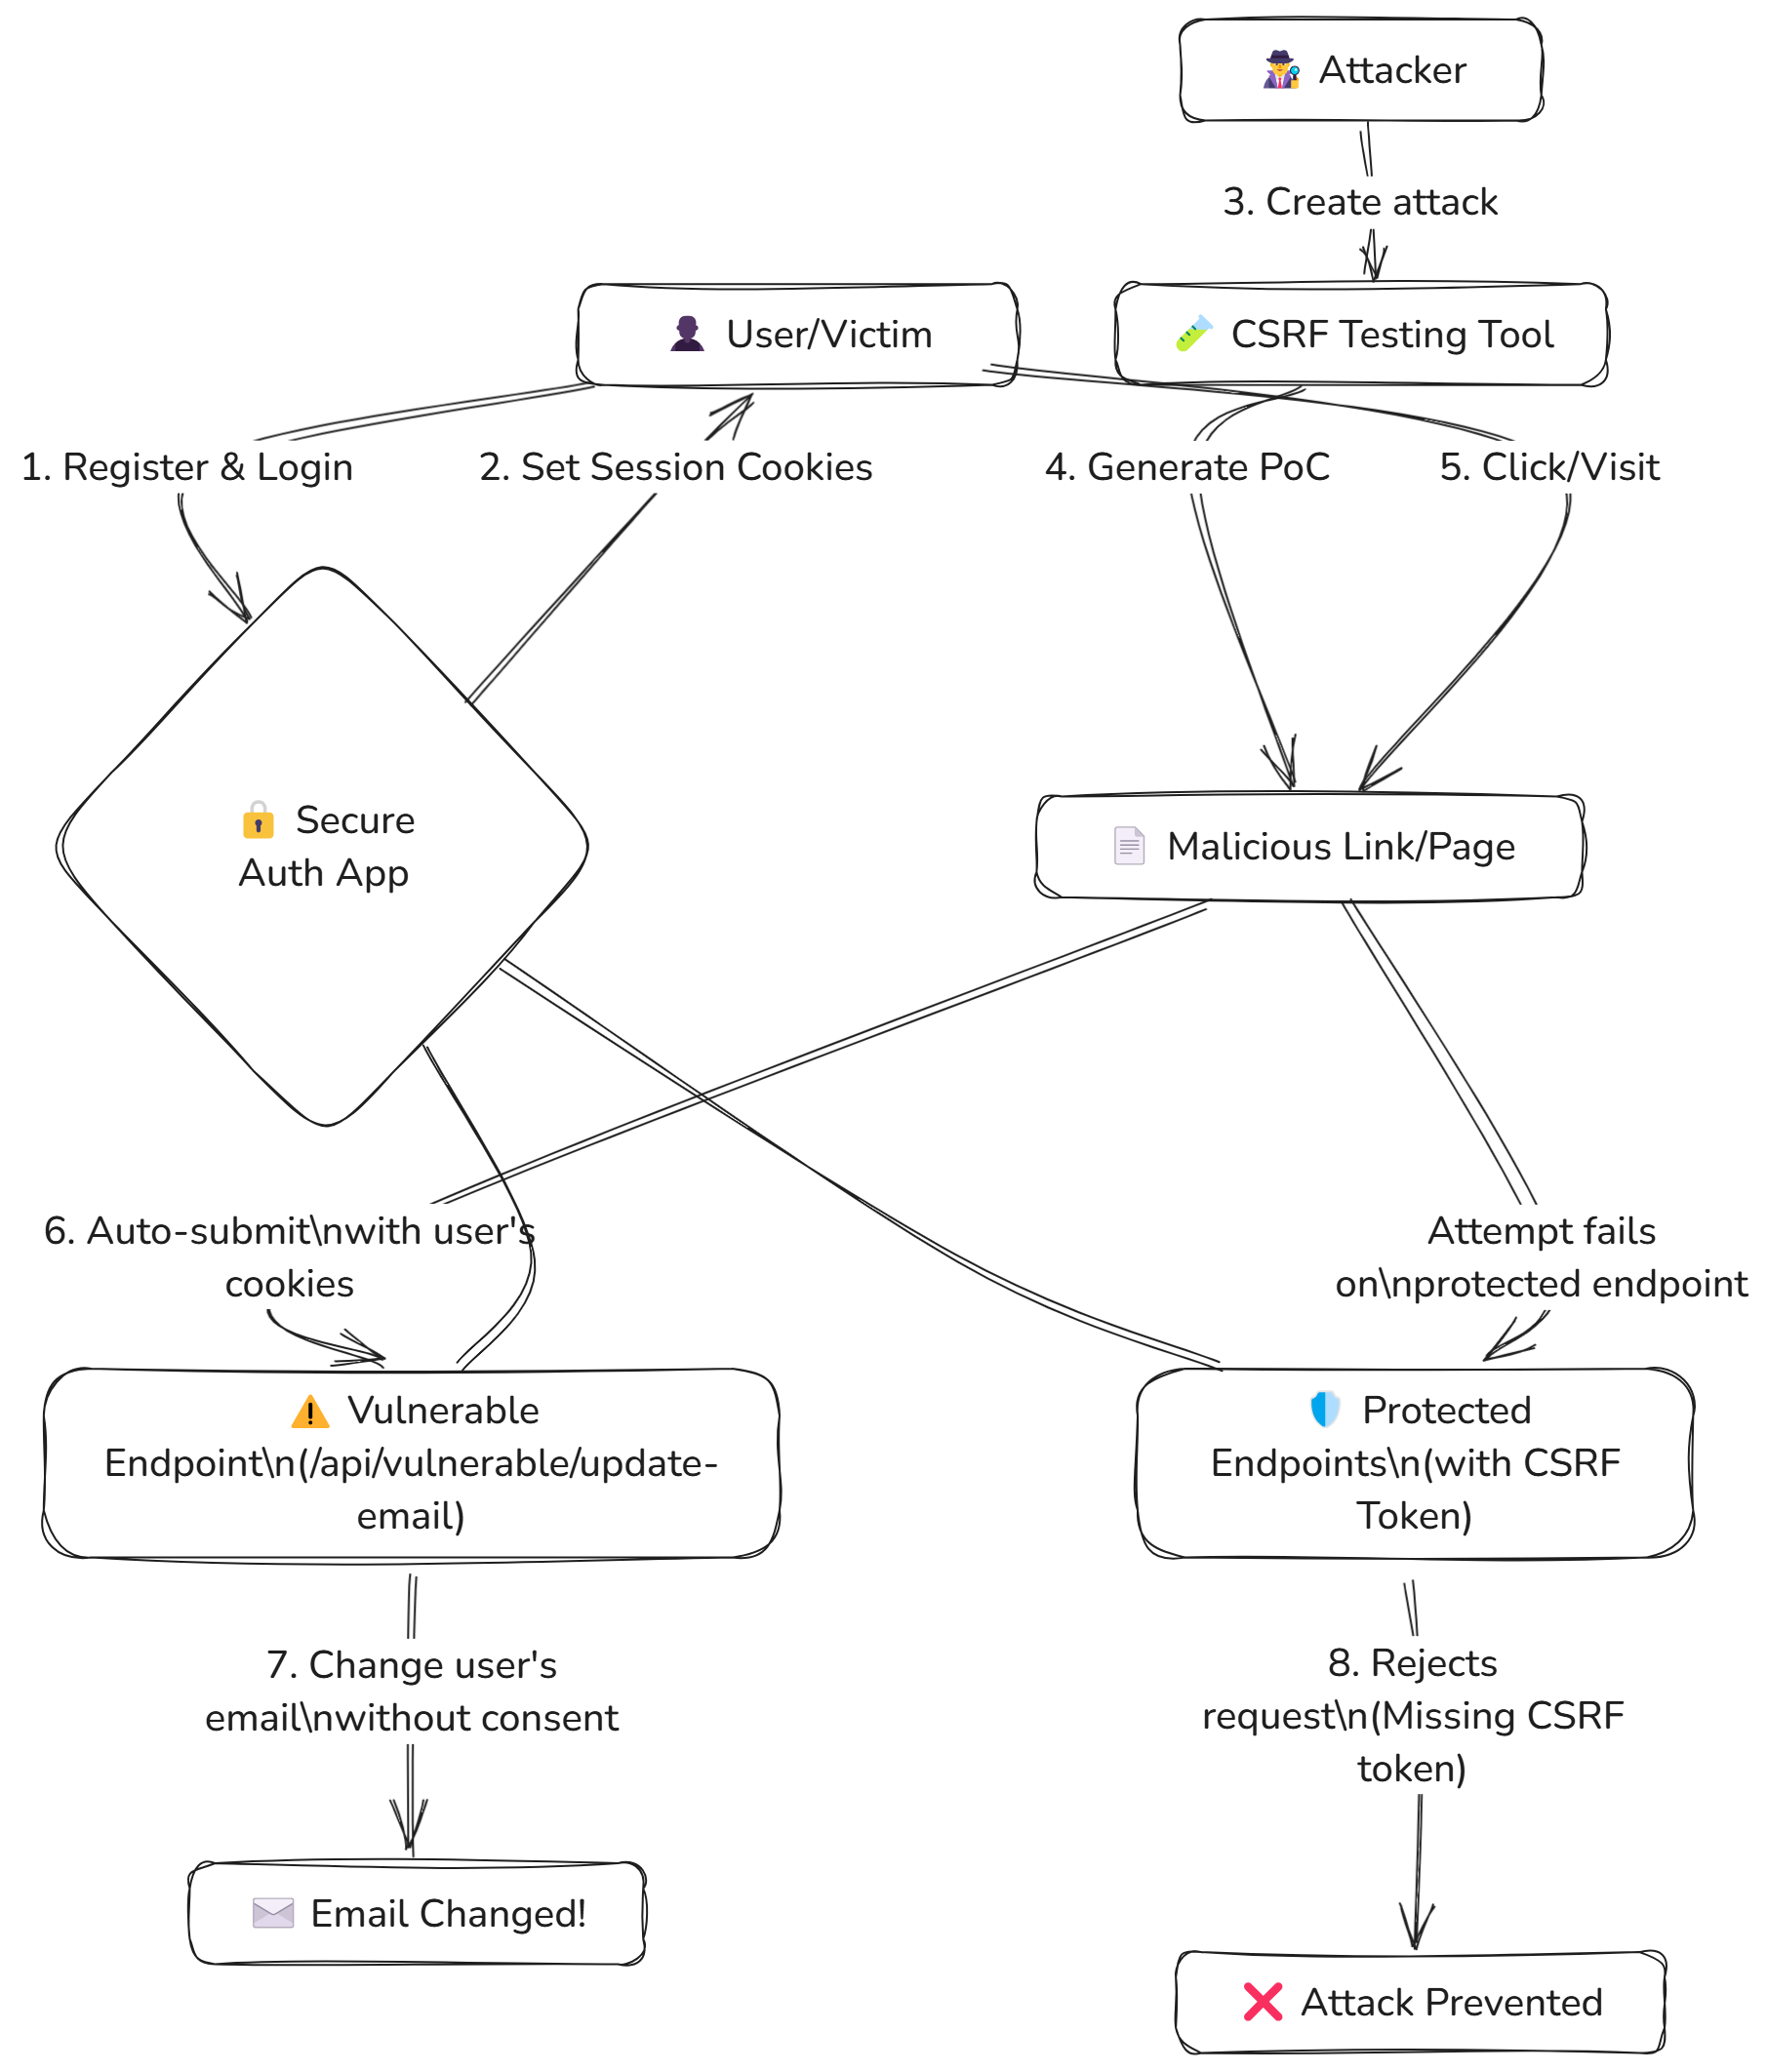 Attacker
3. Create attack
User/Victim
CSRF Testing Tool
1. Register & Login
2. Set Session Cookies
4. Generate PoC
5. Click/Visit
Secure
Auth App
Malicious Link/Page
6. Auto-submit\nwith user's
cookies
Attempt fails
on\nprotected endpoint
Vulnerable
Endpoint\n(/api/vulnerable/update-
email)
Protected
Endpoints\n(with CSRF
Token)
7. Change user's
email\nwithout consent
8. Rejects
request\n(Missing CSRF
token)
Email Changed!
Attack Prevented